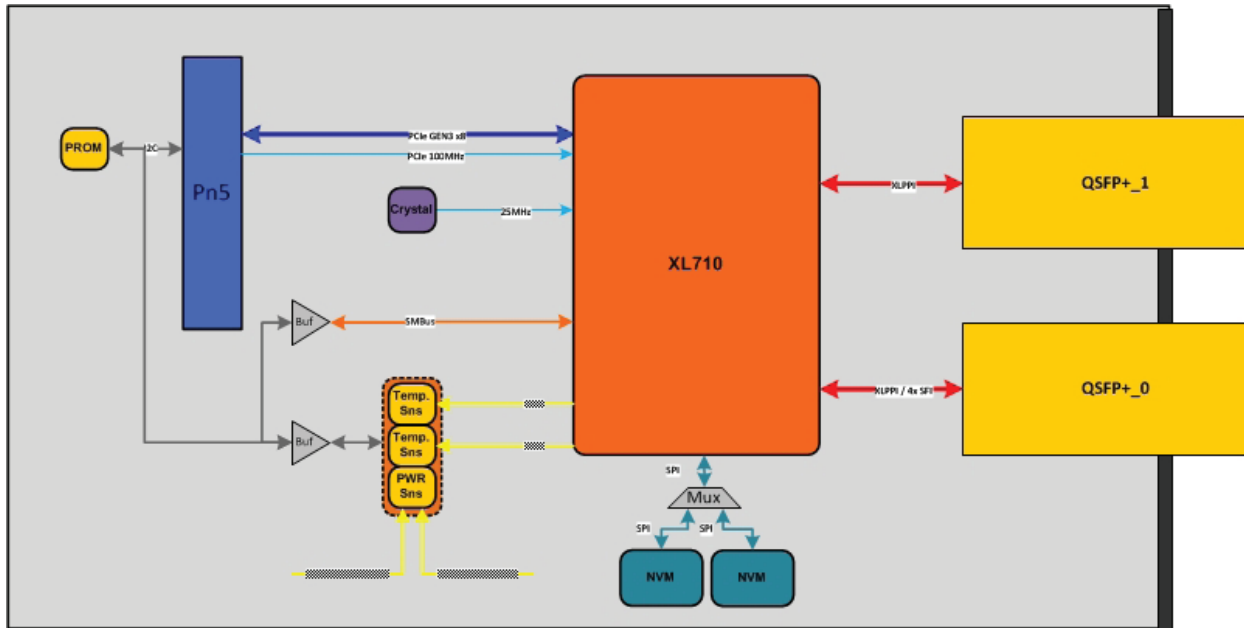 PROM
I2C
Pn5
PCIe GEN3 x8
PCIe 100MHz
Crystal
25MHz
XL710
XLPPI
QSFP+_1
Buf
SMBus
XLPPI / 4x SFI
QSFP+_0
Temp.
Sns
Buf
Temp.
Sns
PWR
Sns
SPI
Mux
SPI
SPI
NVM
NVM